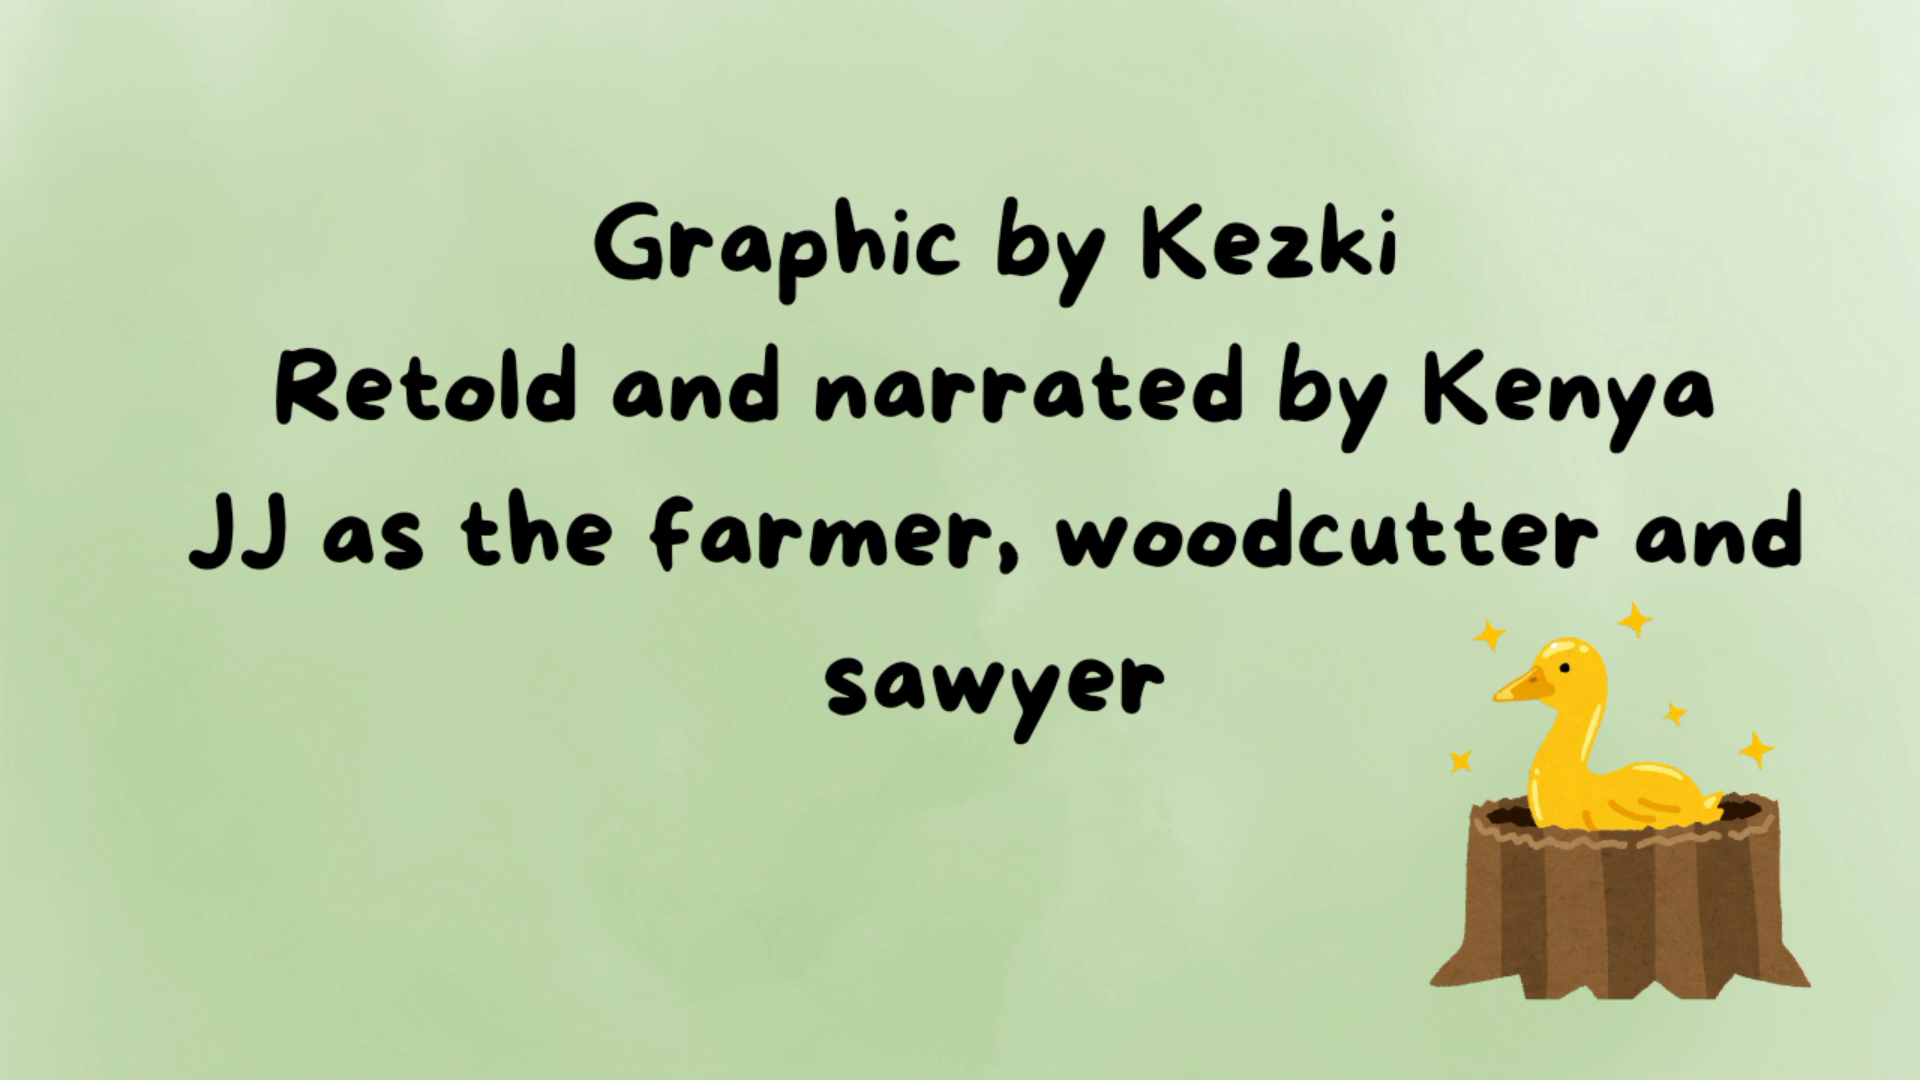 Graphic by Kezki
Retold and narrated by Kenya
JJ as the farmer, woodcutter and
sawyer